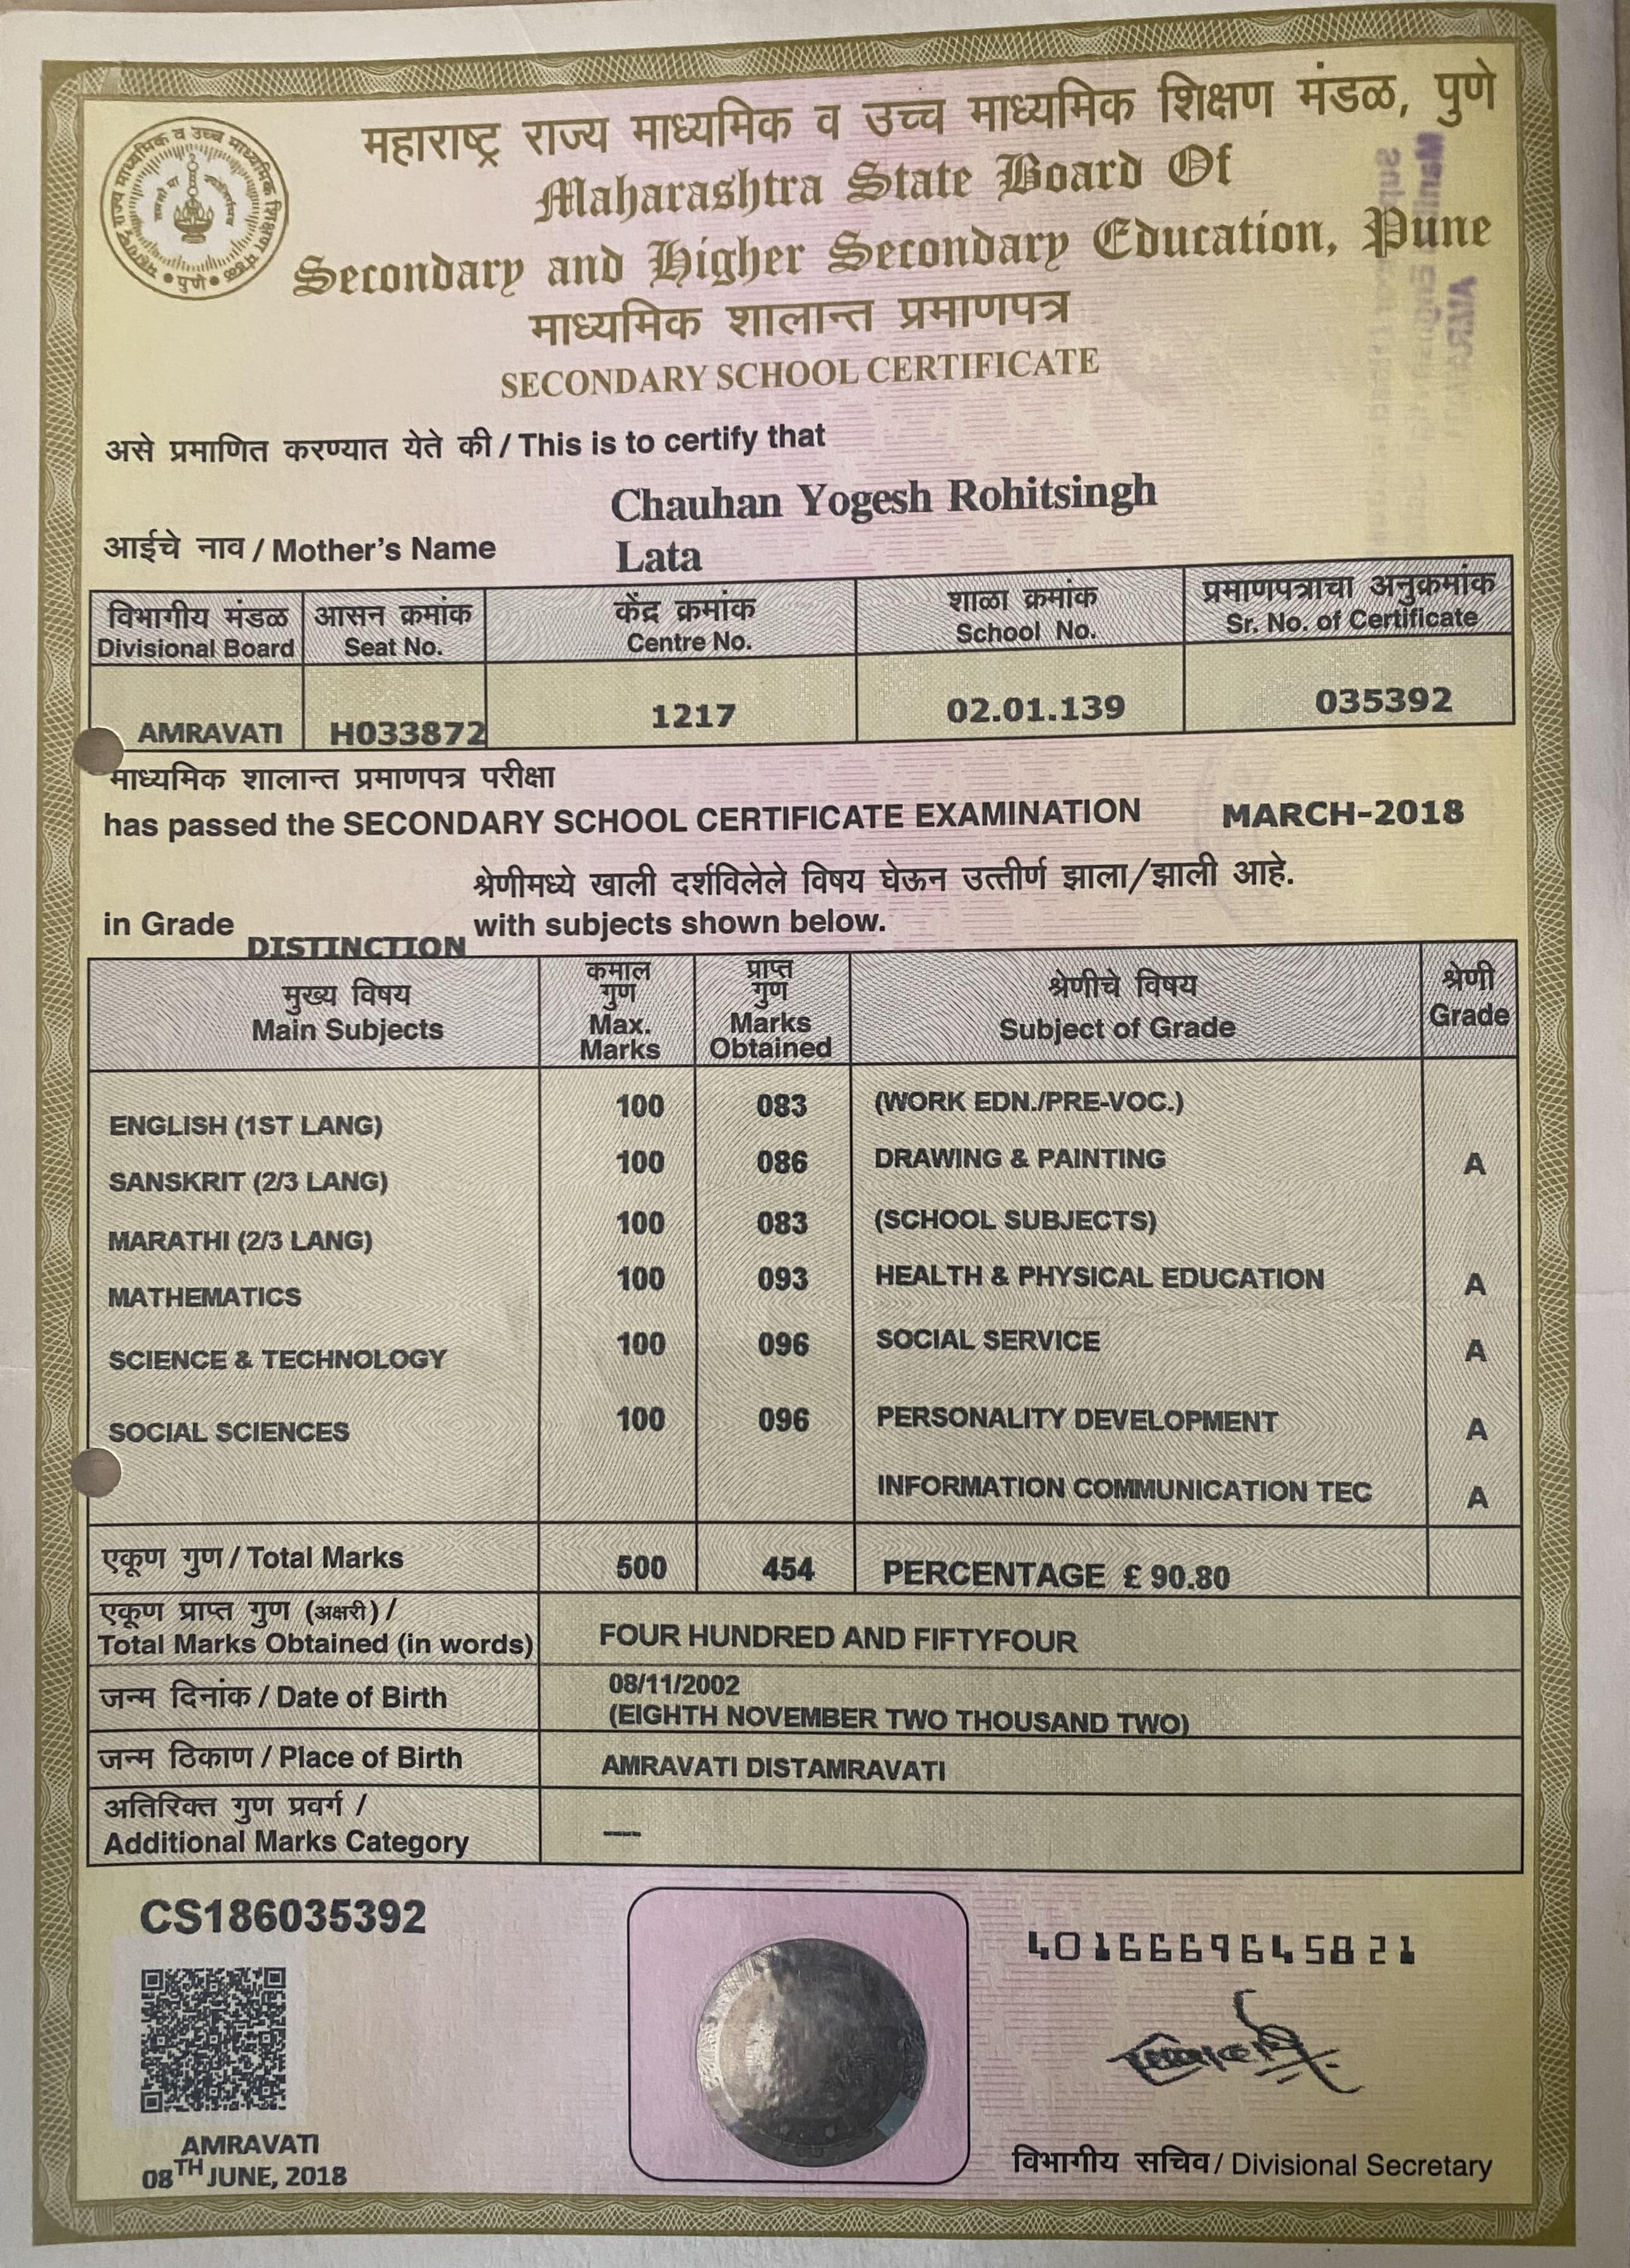 महाराष्ट्र राज्य माध्यमिक व उच्च माध्यमिक शिक्षण मंडळ, पुणे
Maharashtra State Board Of
Secondary and Higher Secondary Education, Pune
माध्यमिक शालान्त प्रमाणपत्र
SECONDARY SCHOOL CERTIFICATE
असे प्रमाणित करण्यात येते की / This is to certify that
Chauhan Yogesh Rohitsingh
आईचे नाव / Mother's Name Lata
विभागीय मंडळ आसन क्रमांक केंद्र क्रमांक शाळा क्रमांक प्रमाणपत्राचा अनुक्रमांक
Divisional Board Seat No. Centre No. School No. Sr. No. of Certificate
AMRAVATI H033872 1217 02.01.139 035392
माध्यमिक शालान्त प्रमाणपत्र परीक्षा
has passed the SECONDARY SCHOOL CERTIFICATE EXAMINATION MARCH-2018
श्रेणीमध्ये खाली दर्शविलेले विषय घेऊन उत्तीर्ण झाला/झाली आहे.
in Grade DISTINCTION with subjects shown below.
मुख्य विषय कमाल गुण प्राप्त गुण श्रेणीचे विषय श्रेणी
Main Subjects Max. Marks Marks Obtained Subject of Grade Grade
ENGLISH (1ST LANG) 100 083 (WORK EDN./PRE-VOC.)
SANSKRIT (2/3 LANG) 100 086 DRAWING & PAINTING A
MARATHI (2/3 LANG) 100 083 (SCHOOL SUBJECTS)
MATHEMATICS 100 093 HEALTH & PHYSICAL EDUCATION A
SCIENCE & TECHNOLOGY 100 096 SOCIAL SERVICE A
SOCIAL SCIENCES 100 096 PERSONALITY DEVELOPMENT A
INFORMATION COMMUNICATION TEC A
एकूण गुण / Total Marks 500 454 PERCENTAGE £ 90.80
एकूण प्राप्त गुण (अक्षरी) /
Total Marks Obtained (in words) FOUR HUNDRED AND FIFTYFOUR
जन्म दिनांक / Date of Birth 08/11/2002
(EIGHTH NOVEMBER TWO THOUSAND TWO)
जन्म ठिकाण / Place of Birth AMRAVATI DISTAMRAVATI
अतिरिक्त गुण प्रवर्ग /
Additional Marks Category ----
CS186035392
4016669645821
AMRAVATI
08TH JUNE, 2018
विभागीय सचिव / Divisional Secretary